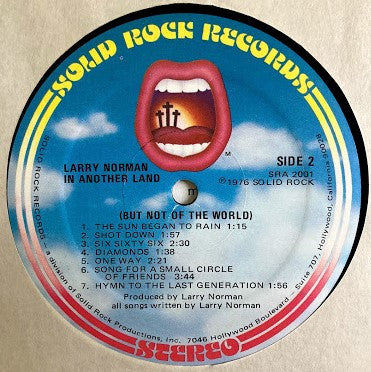 SOLID ROCK RECORDS
TM
LARRY NORMAN
IN ANOTHER LAND
SIDE 2
SRA 2001
℗1976 SOLID ROCK
(BUT NOT OF THE WORLD)
1. THE SUN BEGAN TO RAIN 1:15
2. SHOT DOWN 1:57
3. SIX SIXTY SIX 2:30
4. DIAMONDS 1:38
5. ONE WAY 2:21
6. SONG FOR A SMALL CIRCLE
OF FRIENDS 3:44
7. HYMN TO THE LAST GENERATION 1:56
Produced by Larry Norman
all songs written by Larry Norman
SOLID ROCK RECORDS – a division of Solid Rock Productions, Inc. 7046 Hollywood Boulevard Suite 707, Hollywood, California 90028
STEREO